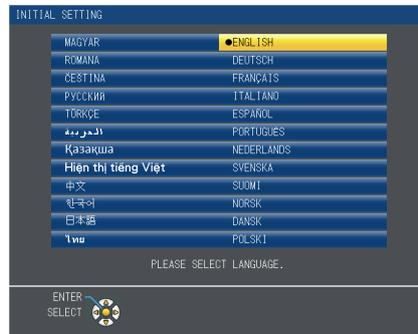 INITIAL SETTING
MAGYAR ●ENGLISH
ROMANA DEUTSCH
ČEŠTINA FRANÇAIS
РУССКИЙ ITALIANO
TÜRKÇE ESPAÑOL
العربية PORTUGUÊS
Қазақша NEDERLANDS
Hiện thị tiếng Việt SVENSKA
中文 SUOMI
한국어 NORSK
日本語 DANSK
ไทย POLSKI
PLEASE SELECT LANGUAGE.
ENTER
SELECT